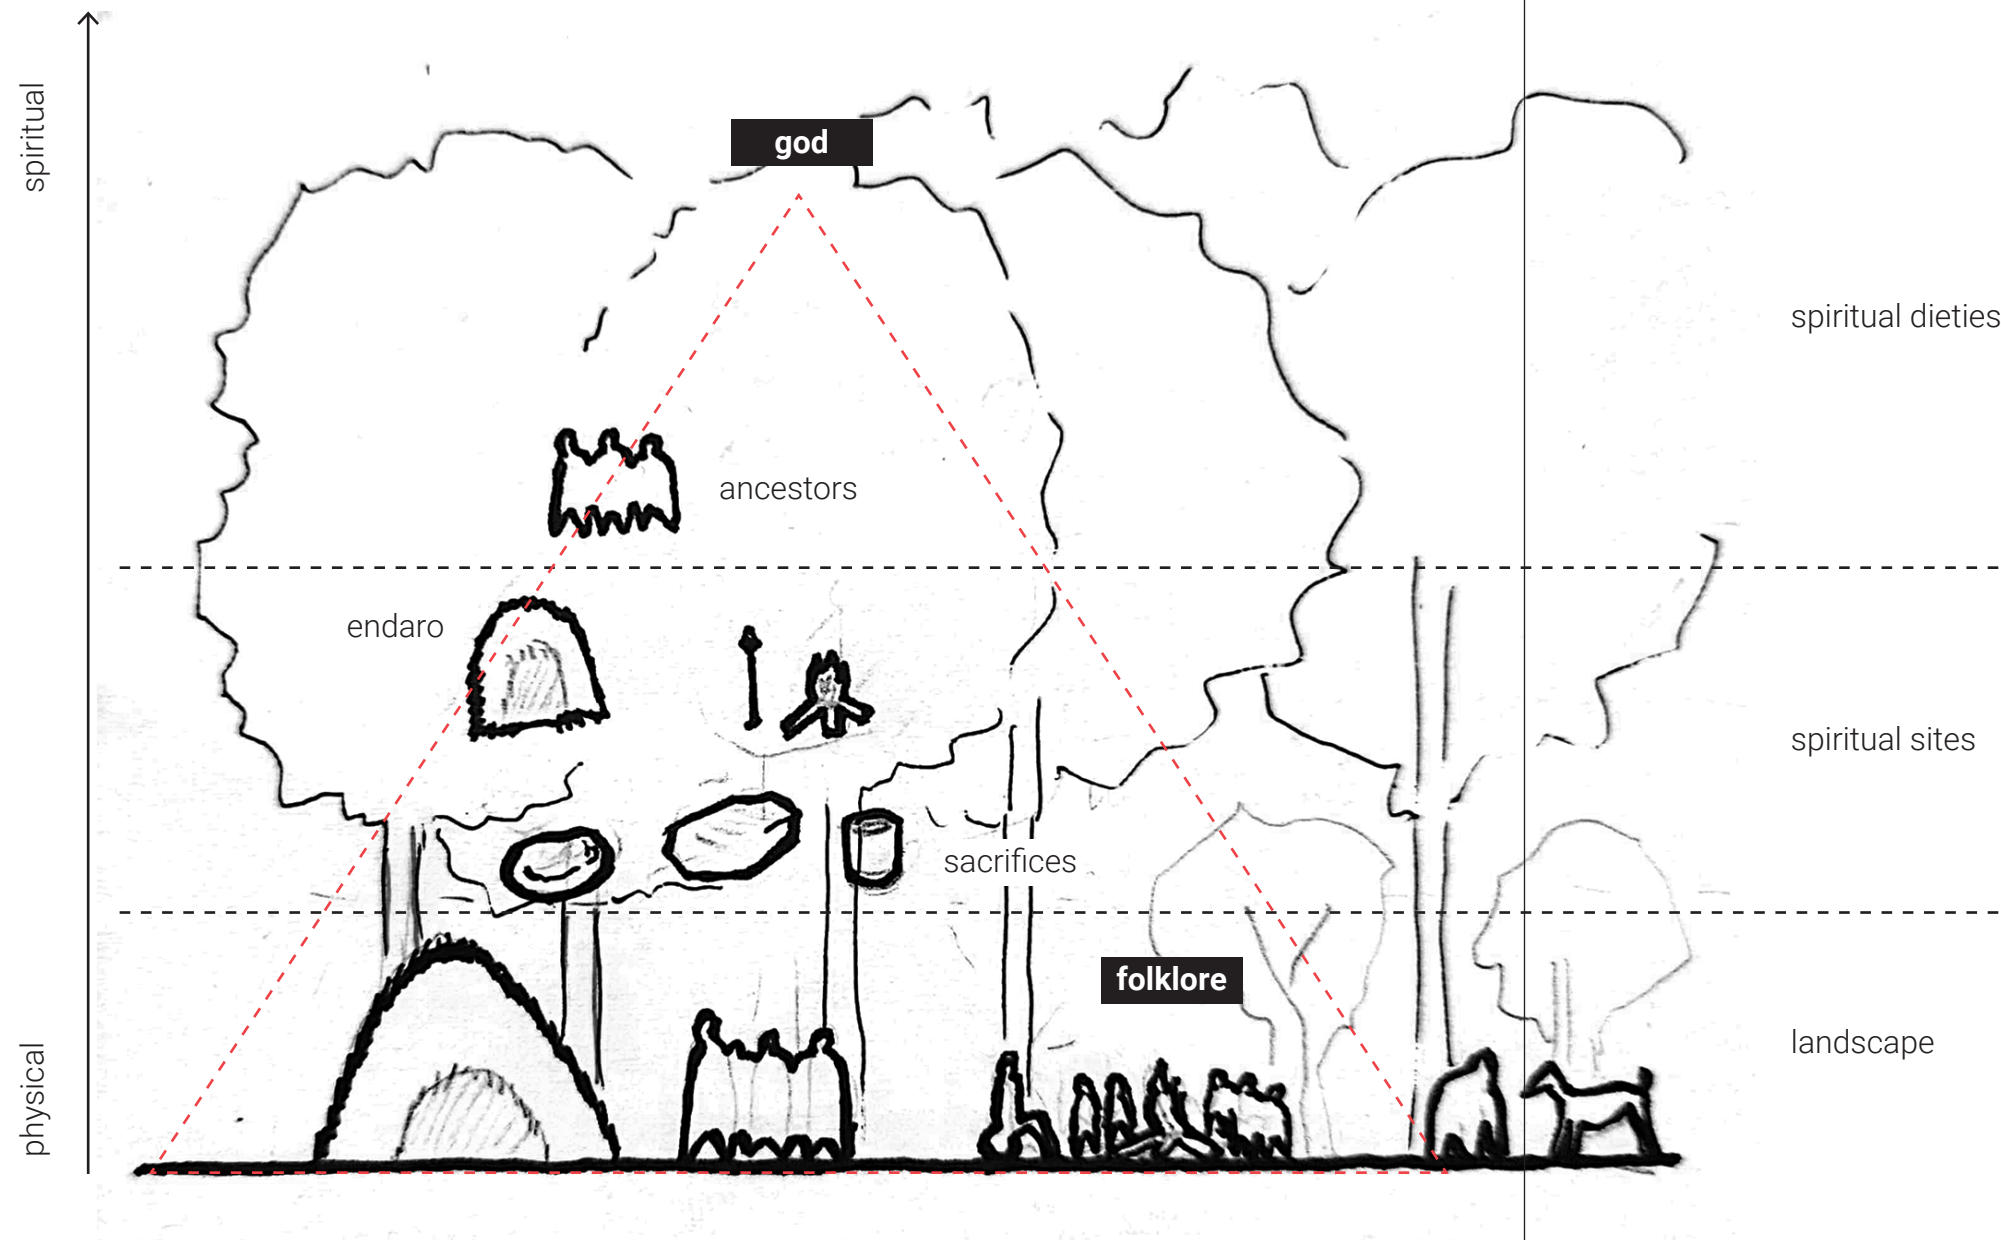 spiritual
god
spiritual dieties
ancestors
endaro
spiritual sites
sacrifices
folklore
landscape
physical